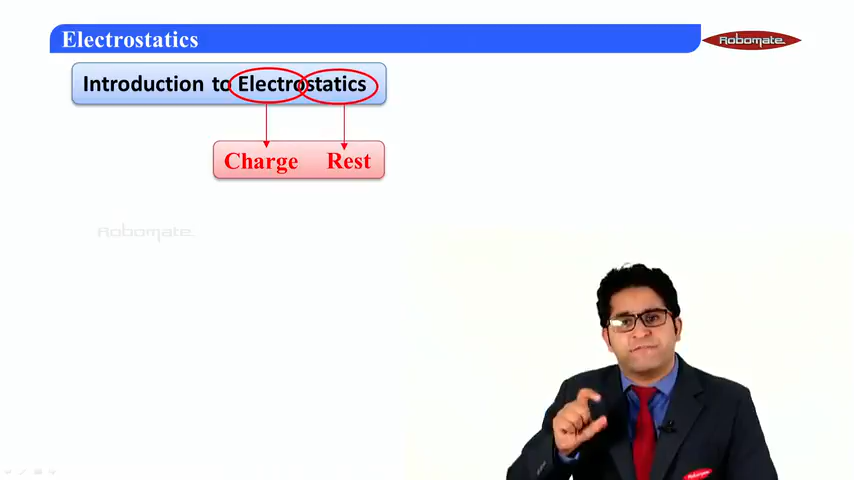 Electrostatics
Robomate
Introduction to Electrostatics
Charge Rest
Robomate